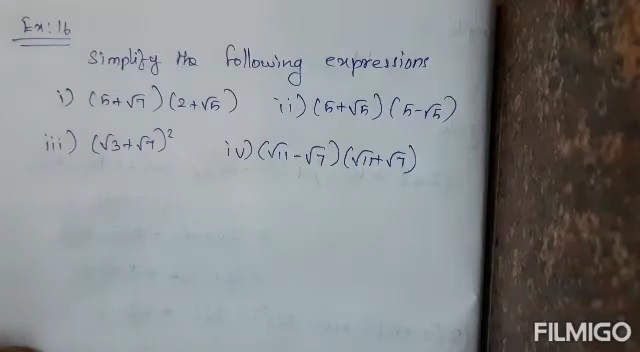 Ex:16
Simplify the following expressions
i) (5+√7) (2+√5) ii) (5+√5) (5-√5)
iii) (√3+√7)² iv) (√11-√7) (√11+√7)
FILMIGO